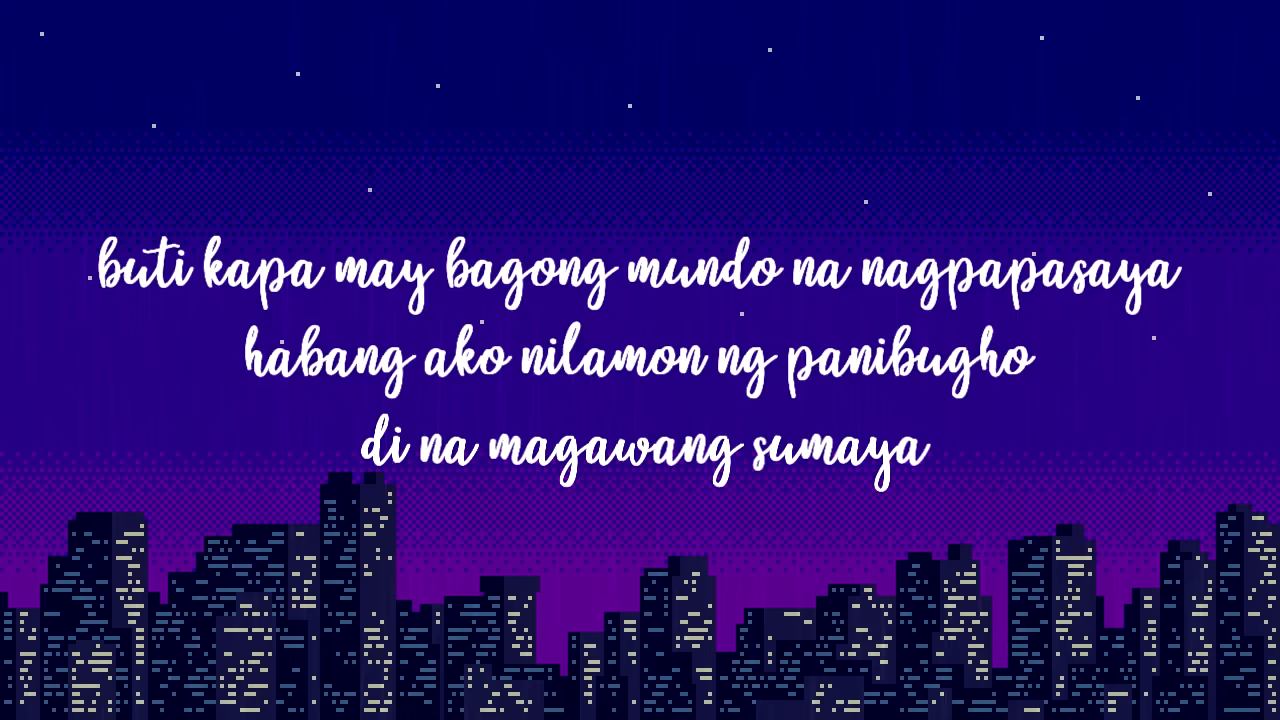 buti kapa may bagong mundo na nagpapasaya
habang ako nilamon ng panibugho
di na magawang sumaya